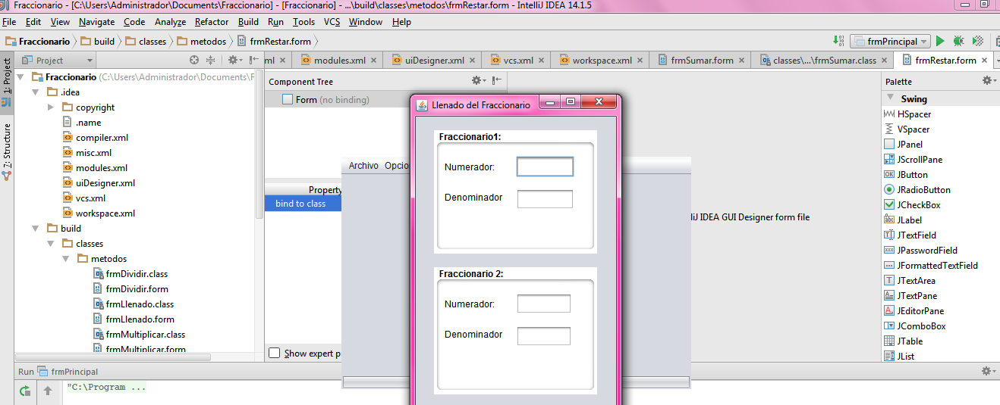 Fraccionario - [C:\Users\Administrador\Documents\Fraccionario] - [Fraccionario] - ...\build\classes\metodos\frmRestar.form - IntelliJ IDEA 14.1.5
File Edit View Navigate Code Analyze Refactor Build Run Tools VCS Window Help
Fraccionario build classes metodos frmRestar.form
frmPrincipal
1: Project
7: Structure
Project
ml modules.xml uiDesigner.xml vcs.xml workspace.xml frmSumar.form classes\...\frmSumar.class frmRestar.form
Fraccionario (C:\Users\Administrador\Documents\F
.idea
copyright
.name
compiler.xml
misc.xml
modules.xml
uiDesigner.xml
vcs.xml
workspace.xml
build
classes
metodos
frmDividir.class
frmDividir.form
frmLlenado.class
frmLlenado.form
frmMultiplicar.class
frmMultiplicar.form
Component Tree
Form (no binding)
Property
bind to class
Show expert p
Archivo Opcio
liJ IDEA GUI Designer form file
Llenado del Fraccionario
Fraccionario1:
Numerador:
Denominador
Fraccionario 2:
Numerador:
Denominador
Palette
Swing
HSpacer
VSpacer
JPanel
JScrollPane
JButton
JRadioButton
JCheckBox
JLabel
JTextField
JPasswordField
JFormattedTextField
JTextArea
JTextPane
JEditorPane
JComboBox
JTable
JList
Run frmPrincipal
"C:\Program ...